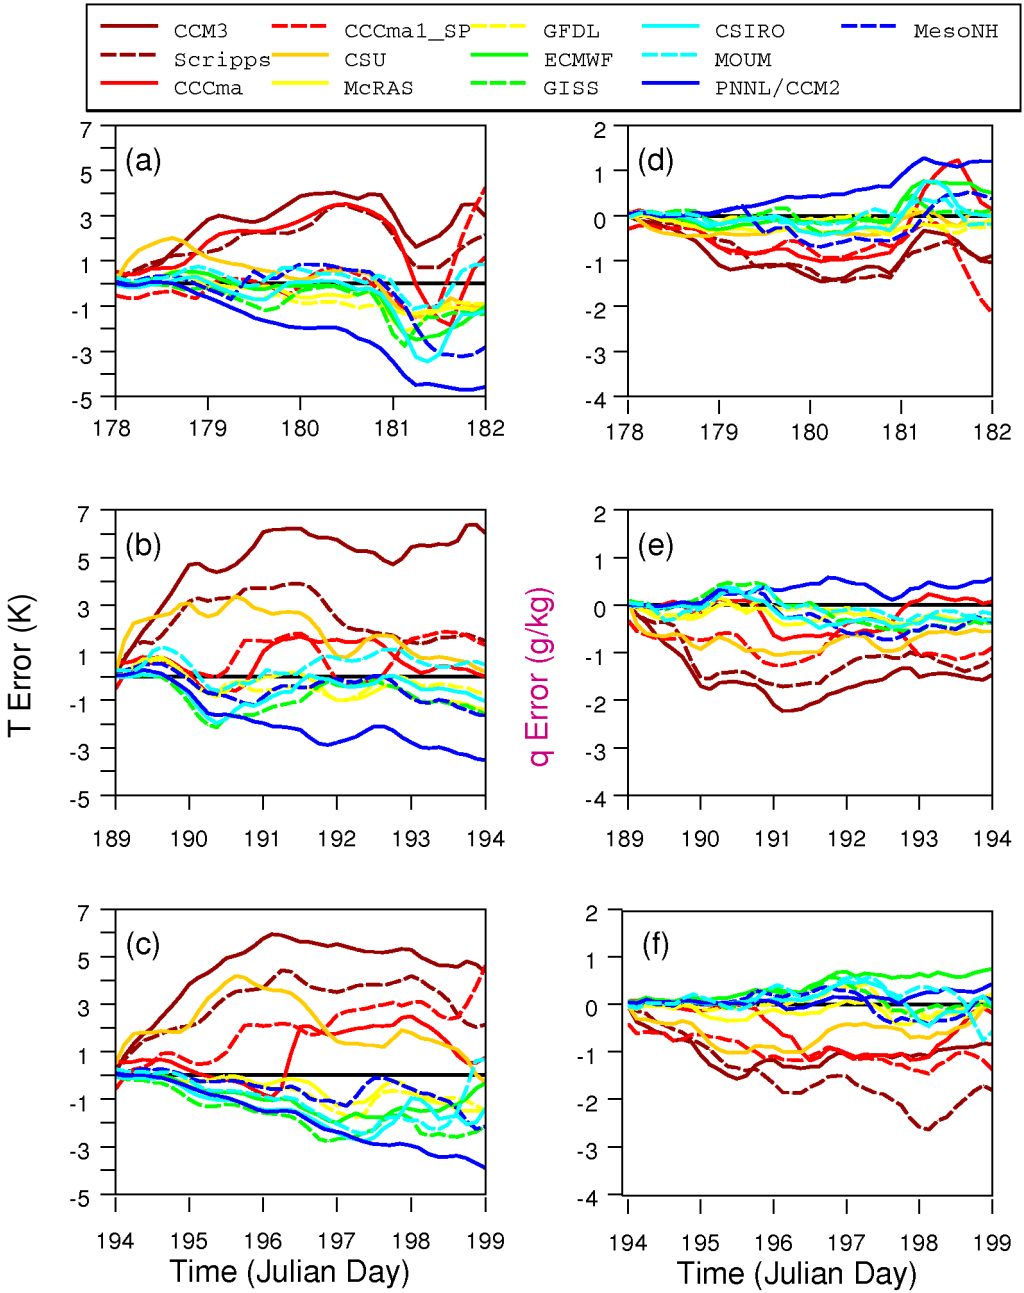 CCM3 CCCma1_SP GFDL CSIRO MesoNH
Scripps CSU ECMWF MOUM
CCCma McRAS GISS PNNL/CCM2
(a)
7
5
3
1
-1
-3
-5
178 179 180 181 182
(d)
2
1
0
-1
-2
-3
-4
178 179 180 181 182
(b)
7
5
3
1
-1
-3
-5
189 190 191 192 193 194
T Error (K)
(e)
2
1
0
-1
-2
-3
-4
189 190 191 192 193 194
q Error (g/kg)
(c)
7
5
3
1
-1
-3
-5
194 195 196 197 198 199
Time (Julian Day)
(f)
2
1
0
-1
-2
-3
-4
194 195 196 197 198 199
Time (Julian Day)